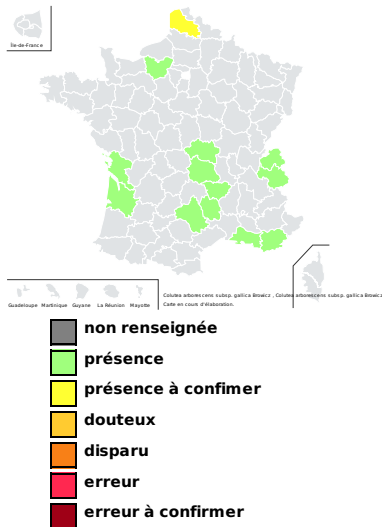 Île-de-France
Guadeloupe Martinique Guyane La Réunion Mayotte
Colutea arborescens subsp. gallica Browicz , Colutea arborescens subsp. gallica Browicz
Carte en cours d'élaboration.
non renseignée
présence
présence à confimer
douteux
disparu
erreur
erreur à confirmer